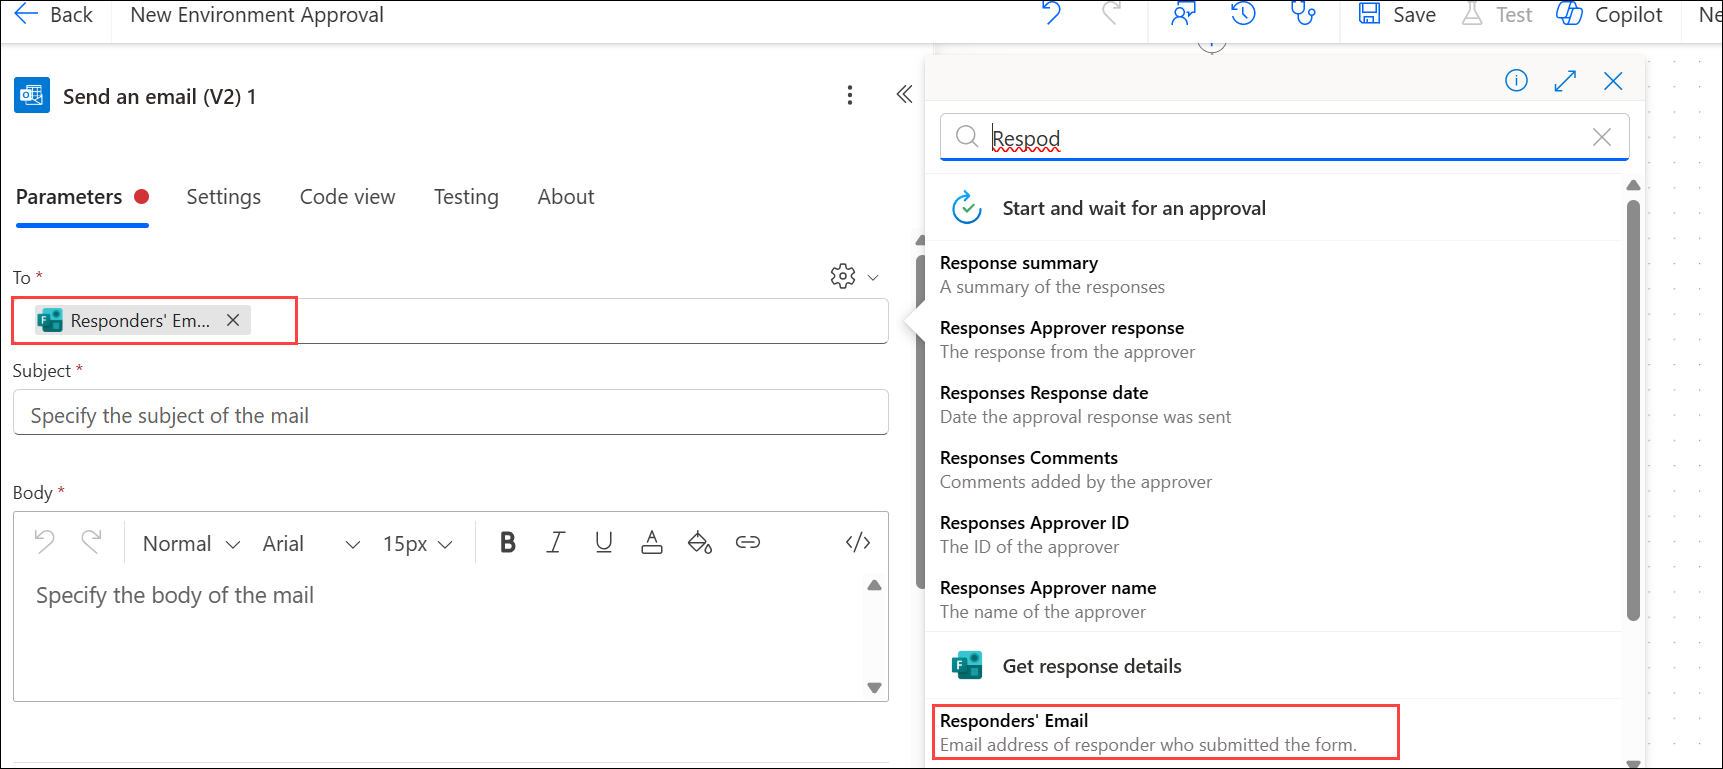 Back
New Environment Approval
Save
Test
Copilot
Ne
Send an email (V2) 1
Parameters
Settings
Code view
Testing
About
To *
Responders' Em...
Subject *
Specify the subject of the mail
Body *
Normal
Arial
15px
B
I
U
A
</>
Specify the body of the mail
Respod
Start and wait for an approval
Response summary
A summary of the responses
Responses Approver response
The response from the approver
Responses Response date
Date the approval response was sent
Responses Comments
Comments added by the approver
Responses Approver ID
The ID of the approver
Responses Approver name
The name of the approver
Get response details
Responders' Email
Email address of responder who submitted the form.